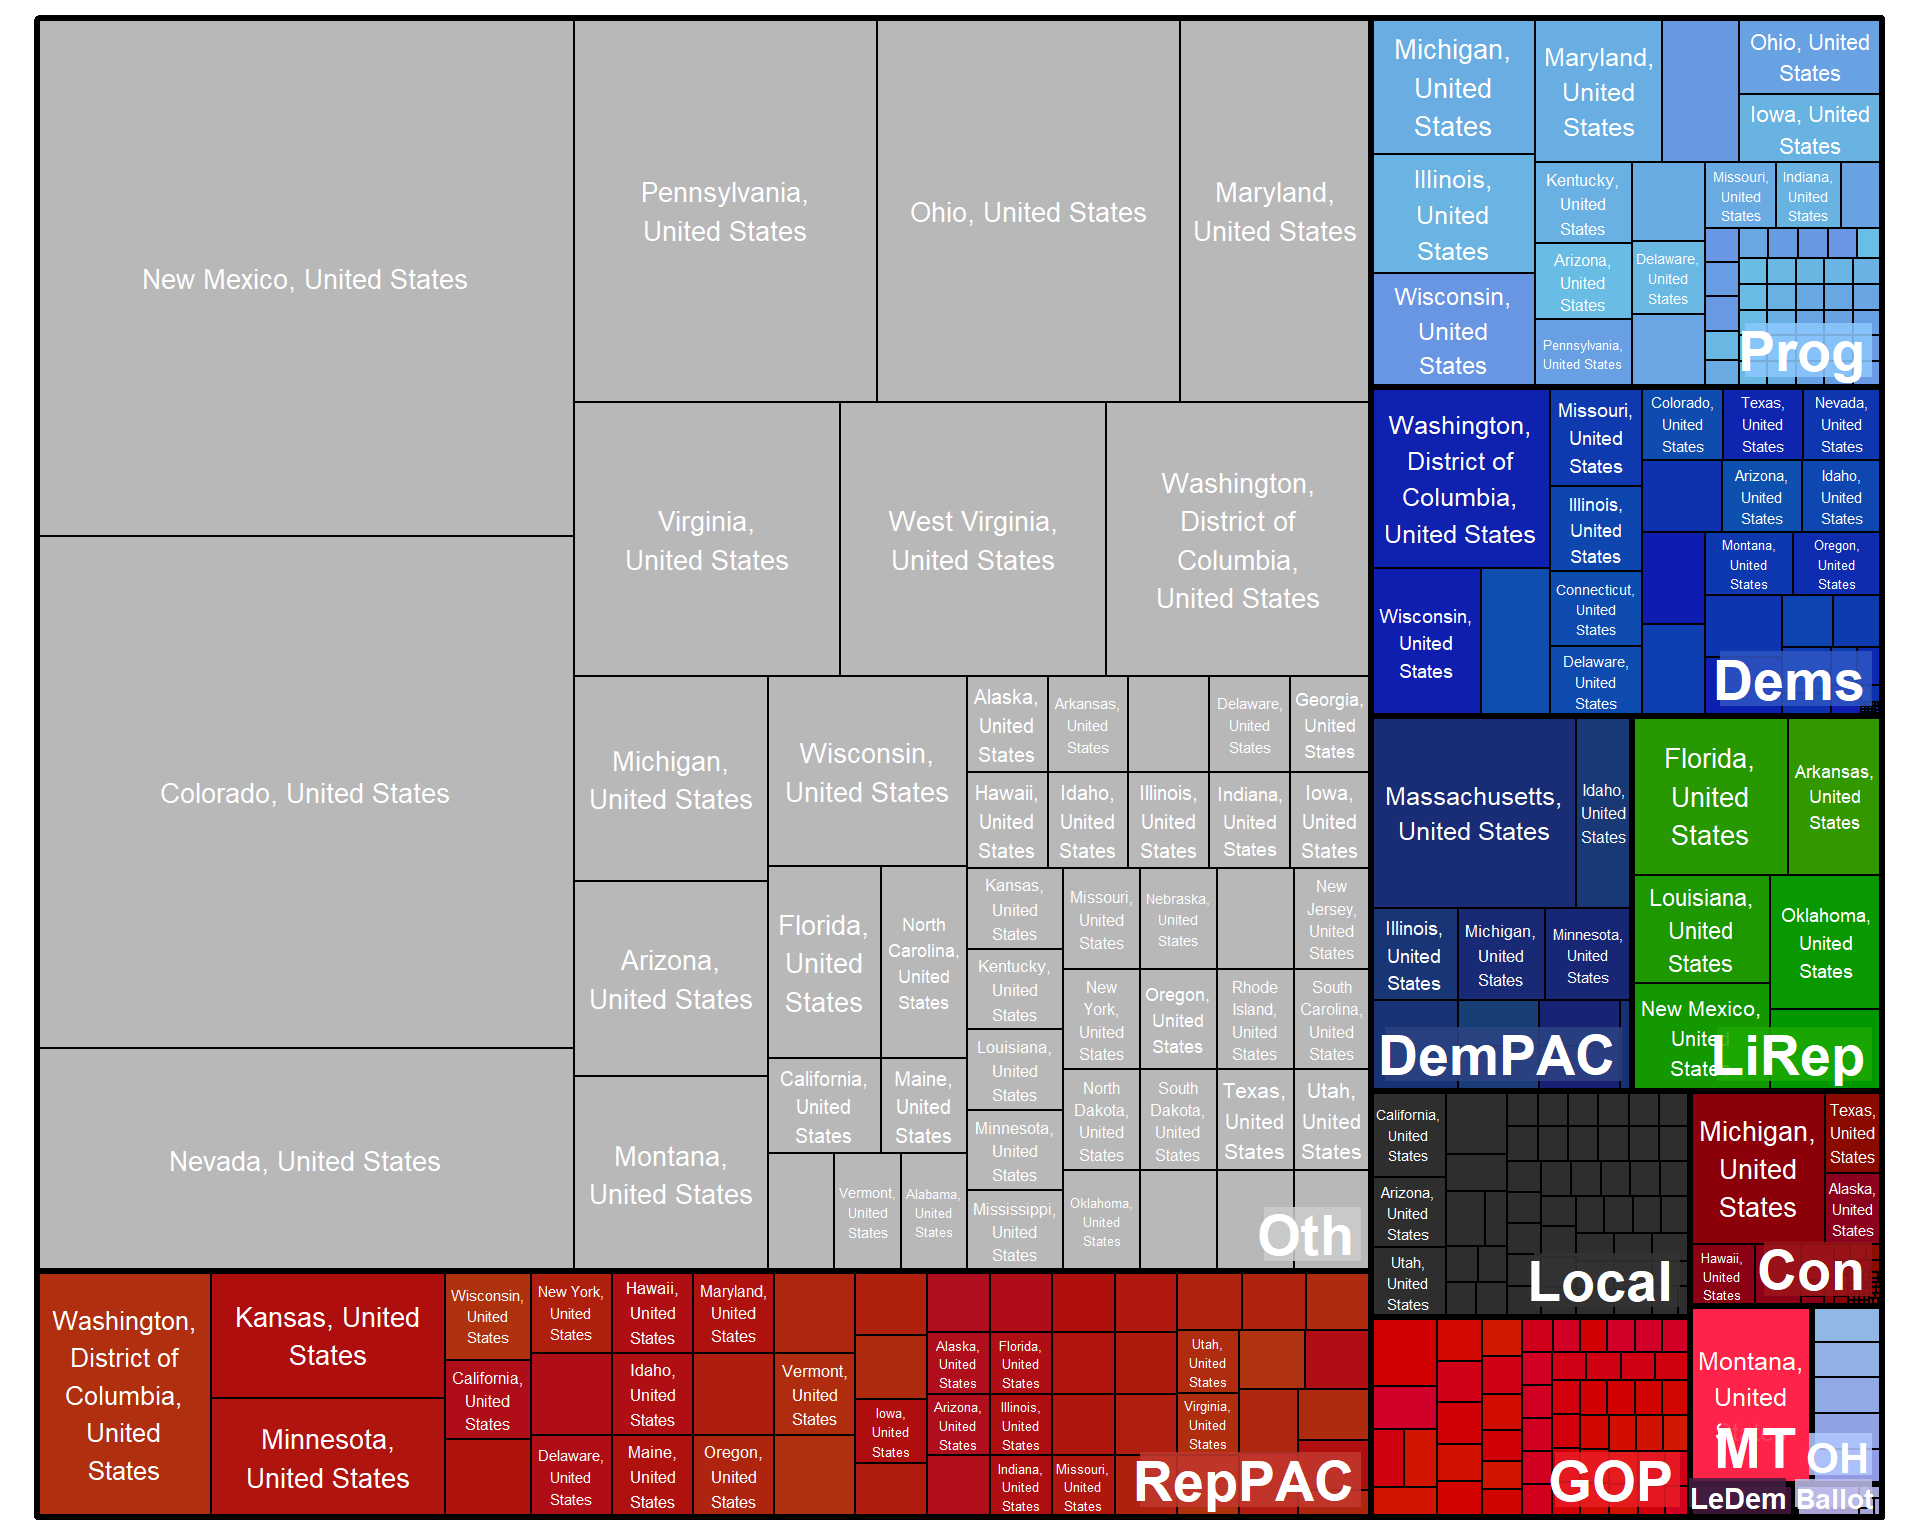 New Mexico, United States
Colorado, United States
Nevada, United States
Pennsylvania,
United States
Ohio, United States
Maryland,
United States
Virginia,
United States
West Virginia,
United States
Washington,
District of
Columbia,
United States
Michigan,
United States
Arizona,
United States
Montana,
United States
Wisconsin,
United States
Florida,
United
States
North
Carolina,
United
States
California,
United
States
Maine,
United
States
Vermont,
United
States
Alabama,
United
States
Alaska,
United
States
Arkansas,
United
States
Delaware,
United
States
Georgia,
United
States
Hawaii,
United
States
Idaho,
United
States
Illinois,
United
States
Indiana,
United
States
Iowa,
United
States
Kansas,
United
States
Kentucky,
United
States
Louisiana,
United
States
Minnesota,
United
States
Mississippi,
United
States
Missouri,
United
States
Nebraska,
United
States
New
Jersey,
United
States
New
York,
United
States
Oregon,
United
States
Rhode
Island,
United
States
South
Carolina,
United
States
North
Dakota,
United
States
South
Dakota,
United
States
Texas,
United
States
Utah,
United
States
Oklahoma,
United
States
Oth
Washington,
District of
Columbia,
United
States
Kansas, United
States
Minnesota,
United States
Wisconsin,
United
States
California,
United
States
New York,
United
States
Delaware,
United
States
Hawaii,
United
States
Idaho,
United
States
Maine,
United
States
Maryland,
United
States
Oregon,
United
States
Vermont,
United
States
Iowa,
United
States
Alaska,
United
States
Arizona,
United
States
Florida,
United
States
Illinois,
United
States
Indiana,
United
States
Missouri,
United
States
Utah,
United
States
Virginia,
United
States
RepPAC
Michigan,
United
States
Illinois,
United
States
Wisconsin,
United
States
Maryland,
United
States
Ohio, United
States
Iowa, United
States
Kentucky,
United
States
Arizona,
United
States
Pennsylvania,
United States
Delaware,
United
States
Missouri,
United
States
Indiana,
United
States
Prog
Washington,
District of
Columbia,
United States
Wisconsin,
United
States
Missouri,
United
States
Illinois,
United
States
Connecticut,
United
States
Delaware,
United
States
Colorado,
United
States
Texas,
United
States
Nevada,
United
States
Arizona,
United
States
Idaho,
United
States
Montana,
United
States
Oregon,
United
States
Dems
Massachusetts,
United States
Idaho,
United
States
Illinois,
United
States
Michigan,
United
States
Minnesota,
United
States
DemPAC
Florida,
United
States
Arkansas,
United
States
Louisiana,
United
States
Oklahoma,
United
States
New Mexico,
United
State
LiRep
California,
United
States
Arizona,
United
States
Utah,
United
States
Local
Michigan,
United
States
Texas,
United
States
Alaska,
United
States
Hawaii,
United
States
Con
GOP
Montana,
United
MT
OH
LeDem
Ballot